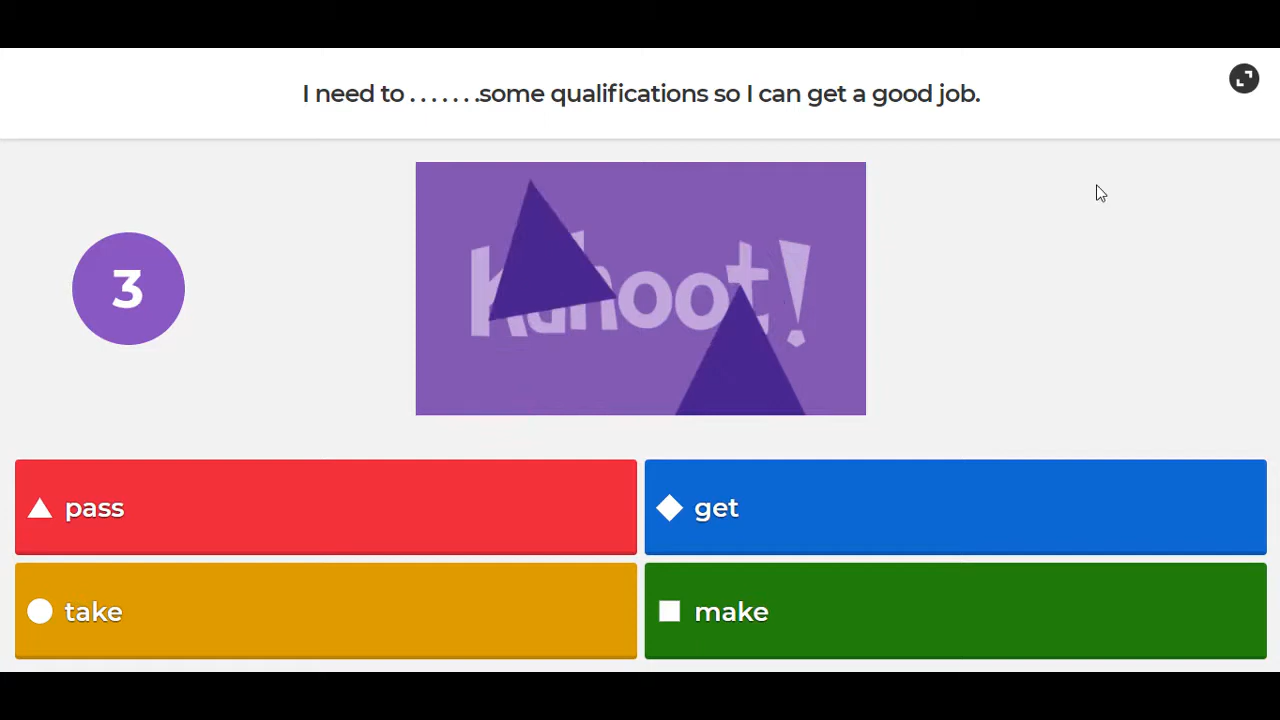 I need to . . . . . . .some qualifications so I can get a good job.
3
kahoot!
pass
get
take
make